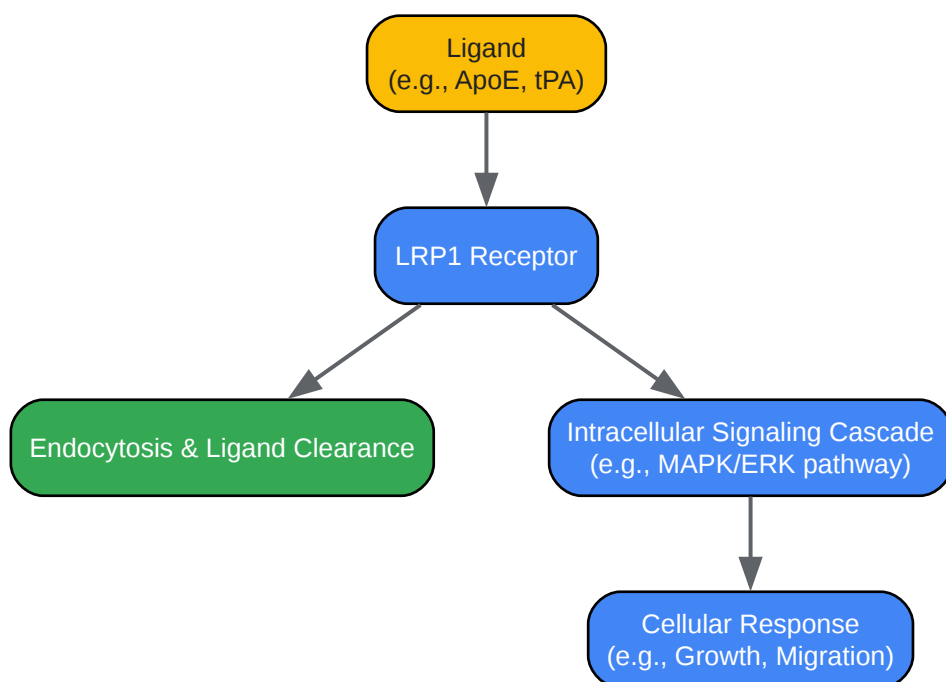 Ligand
(e.g., ApoE, tPA)
LRP1 Receptor
Endocytosis & Ligand Clearance
Intracellular Signaling Cascade
(e.g., MAPK/ERK pathway)
Cellular Response
(e.g., Growth, Migration)